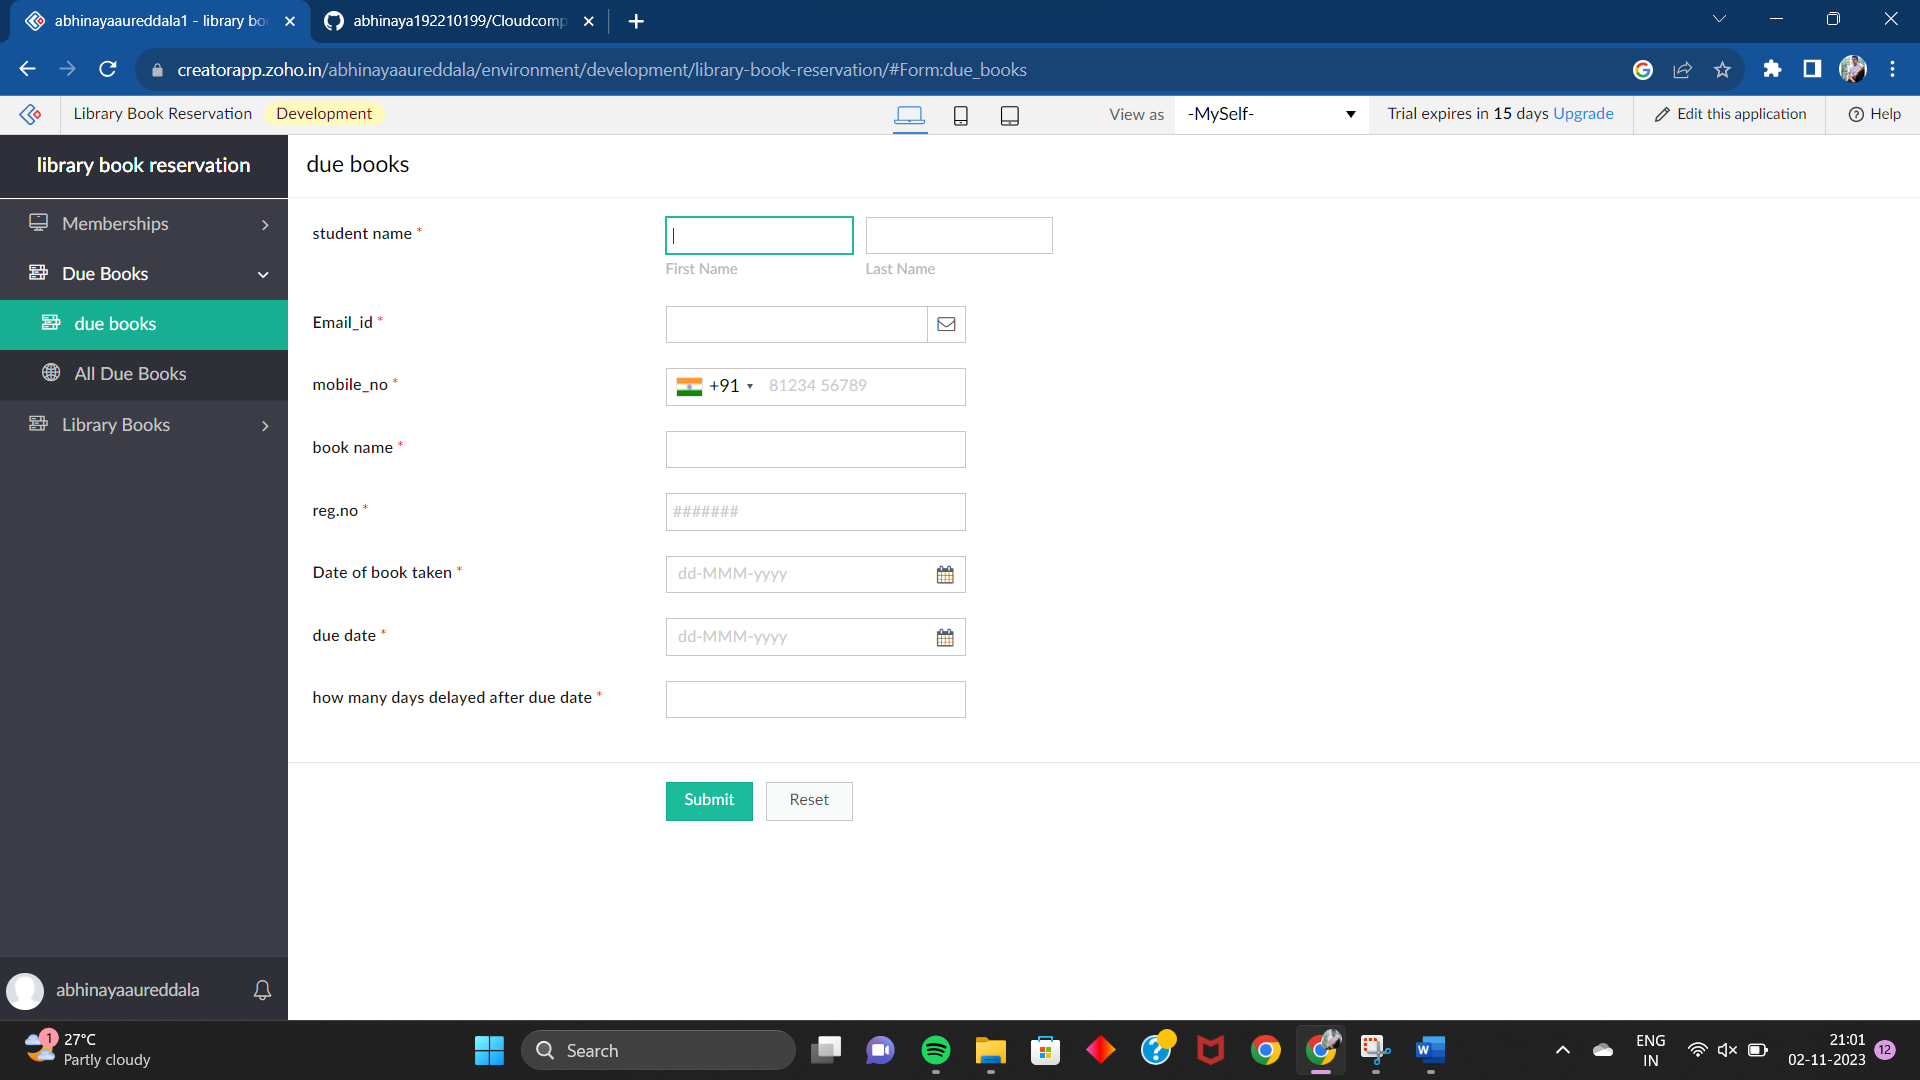 abhinayaaureddala1 - library bo
abhinaya192210199/Cloudcomp
creatorapp.zoho.in/abhinayaaureddala/environment/development/library-book-reservation/#Form:due_books
Library Book Reservation Development View as -MySelf- Trial expires in 15 days Upgrade Edit this application Help
library book reservation
Memberships
Due Books
due books
All Due Books
Library Books
abhinayaaureddala
due books
student name *
First Name Last Name
Email_id *
mobile_no * +91 81234 56789
book name *
reg.no * #######
Date of book taken * dd-MMM-yyyy
due date * dd-MMM-yyyy
how many days delayed after due date *
Submit Reset
1
27°C
Partly cloudy
Search
ENG
IN
21:01
02-11-2023
12